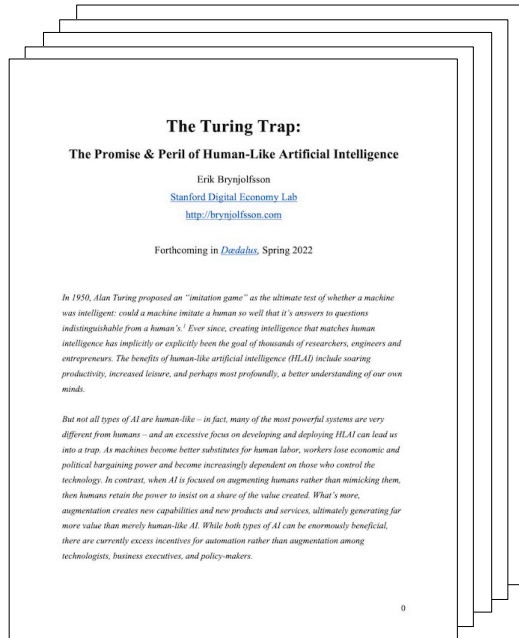 The Turing Trap:
The Promise & Peril of Human-Like Artificial Intelligence
Erik Brynjolfsson
Stanford Digital Economy Lab
http://brynjolfsson.com
Forthcoming in Dædalus, Spring 2022
In 1950, Alan Turing proposed an "imitation game" as the ultimate test of whether a machine
was intelligent: could a machine imitate a human so well that it's answers to questions
indistinguishable from a human's.1 Ever since, creating intelligence that matches human
intelligence has implicitly or explicitly been the goal of thousands of researchers, engineers and
entrepreneurs. The benefits of human-like artificial intelligence (HLAI) include soaring
productivity, increased leisure, and perhaps most profoundly, a better understanding of our own
minds.
But not all types of AI are human-like – in fact, many of the most powerful systems are very
different from humans – and an excessive focus on developing and deploying HLAI can lead us
into a trap. As machines become better substitutes for human labor, workers lose economic and
political bargaining power and become increasingly dependent on those who control the
technology. In contrast, when AI is focused on augmenting humans rather than mimicking them,
then humans retain the power to insist on a share of the value created. What's more,
augmentation creates new capabilities and new products and services, ultimately generating far
more value than merely human-like AI. While both types of AI can be enormously beneficial,
there are currently excess incentives for automation rather than augmentation among
technologists, business executives, and policy-makers.
0